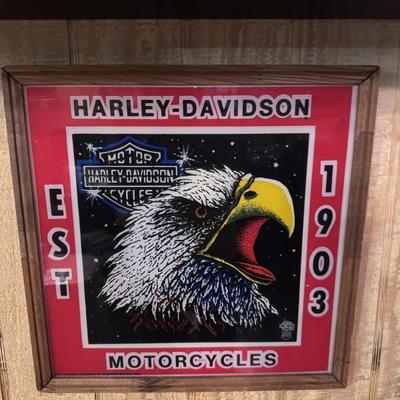 HARLEY-DAVIDSON
MOTOR
HARLEY-DAVIDSON
CYCLES
EST
1903
MOTORCYCLES